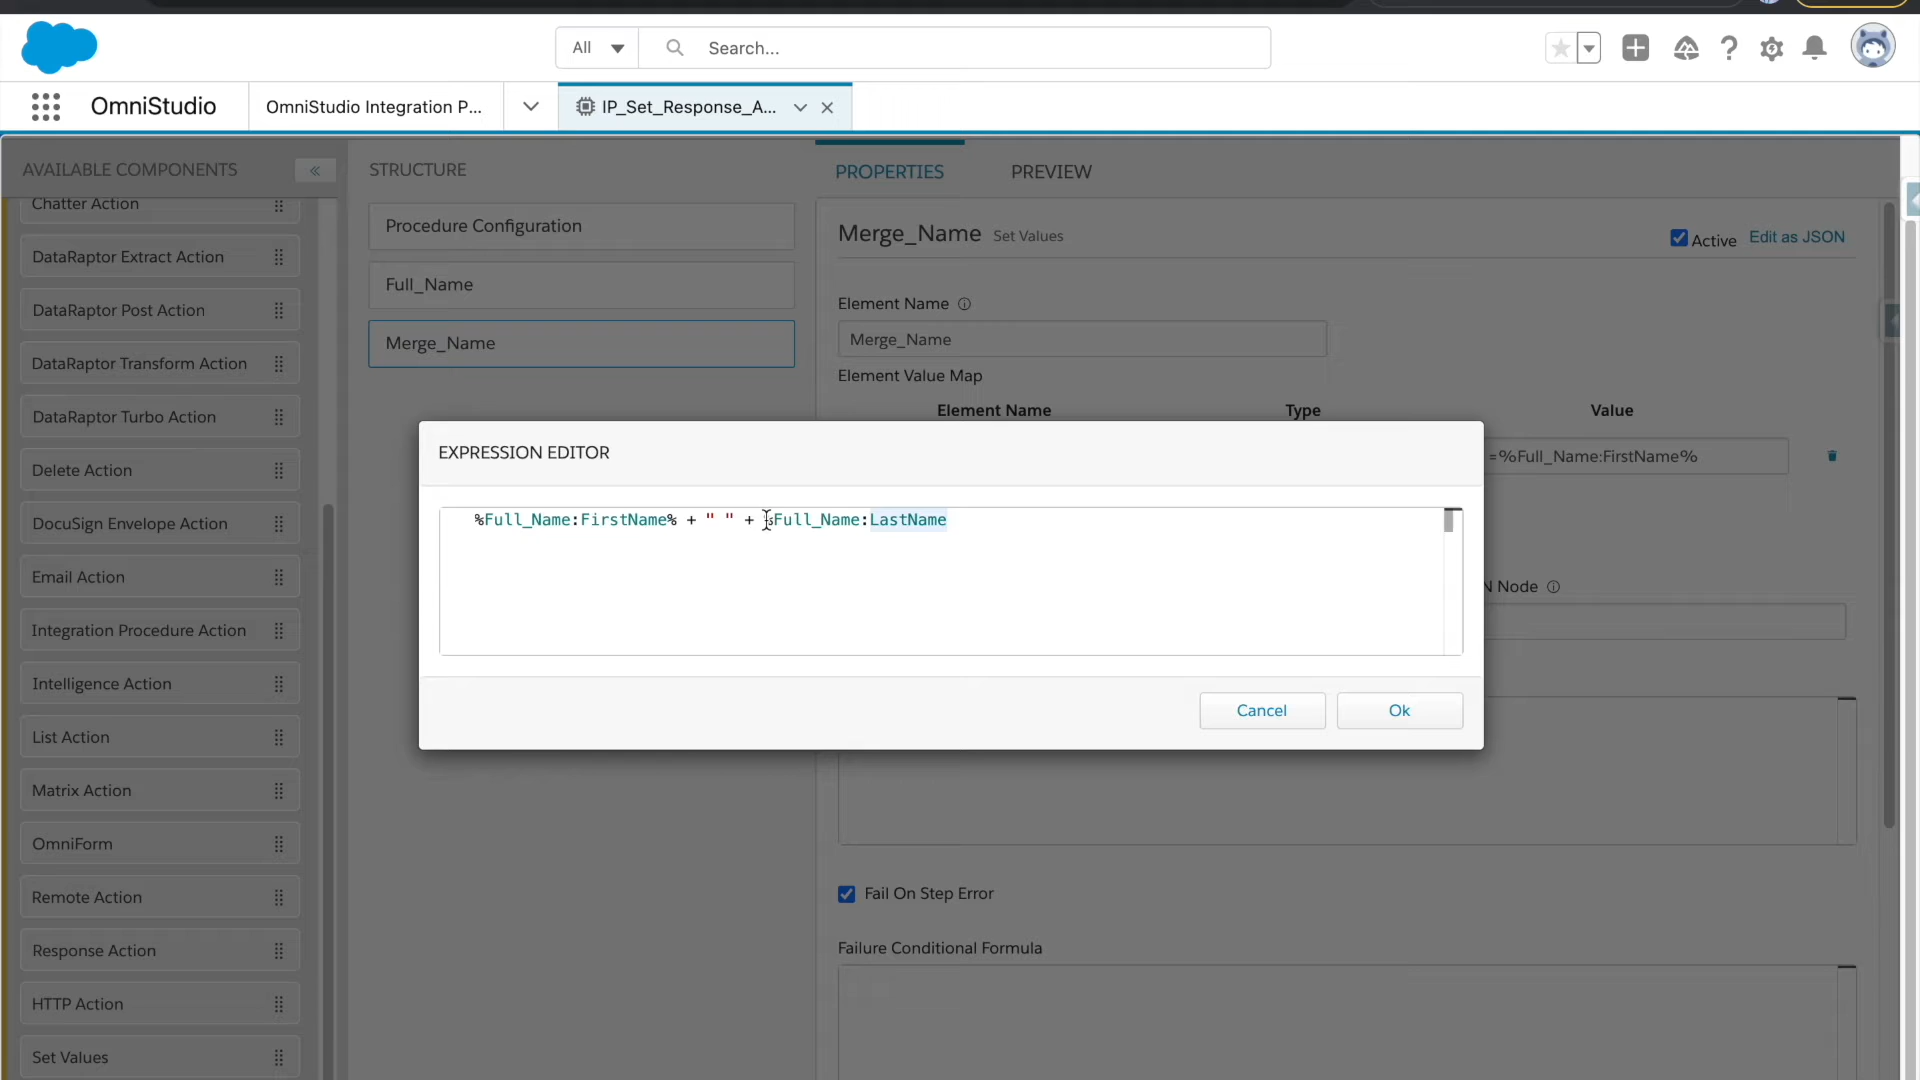 All
Search...
OmniStudio
OmniStudio Integration P...
IP_Set_Response_A...
AVAILABLE COMPONENTS
«
STRUCTURE
PROPERTIES
PREVIEW
Chatter Action
DataRaptor Extract Action
DataRaptor Post Action
DataRaptor Transform Action
DataRaptor Turbo Action
Delete Action
DocuSign Envelope Action
Email Action
Integration Procedure Action
Intelligence Action
List Action
Matrix Action
OmniForm
Remote Action
Response Action
HTTP Action
Set Values
Procedure Configuration
Full_Name
Merge_Name
Merge_Name Set Values
Active
Edit as JSON
Element Name
Merge_Name
Element Value Map
Element Name
Type
Value
=%Full_Name:FirstName%
EXPRESSION EDITOR
%Full_Name:FirstName% + " " + %Full_Name:LastName
Cancel
Ok
N Node
Fail On Step Error
Failure Conditional Formula